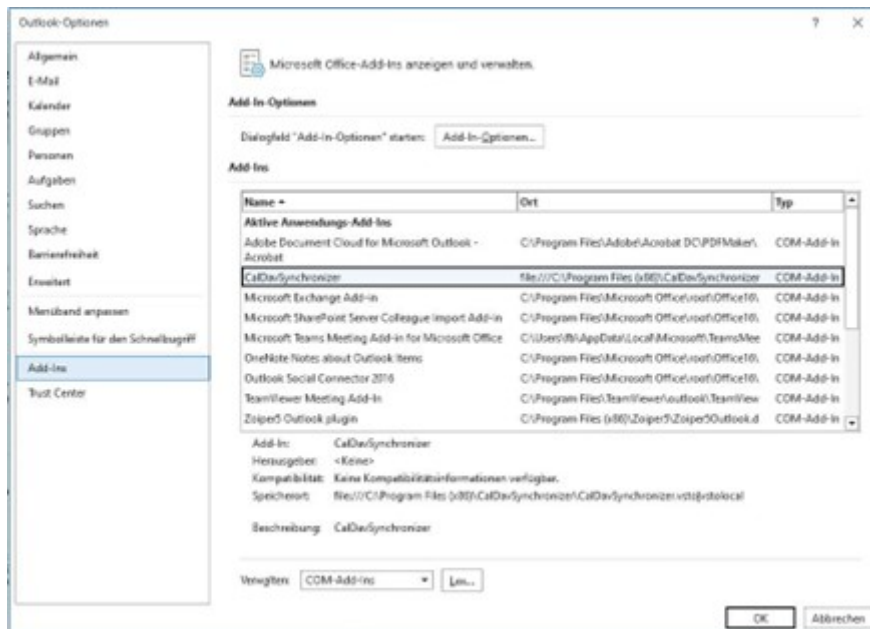 Outlook-Optionen
? ×
Allgemein
E-Mail
Kalender
Gruppen
Personen
Aufgaben
Suchen
Sprache
Barrierefreiheit
Erweitert
Menüband anpassen
Symbolleiste für den Schnellzugriff
Add-Ins
Trust Center
Microsoft Office-Add-Ins anzeigen und verwalten.
Add-In-Optionen
Dialogfeld "Add-In-Optionen" starten: Add-In-Optionen...
Add-Ins
Name Ort Typ
Aktive Anwendungs-Add-Ins
Adobe Document Cloud for Microsoft Outlook - C:\Program Files\Adobe\Acrobat DC\PDFMaker\ COM-Add-In
Acrobat
CalDavSynchronizer file:///C:\Program Files (x86)\CalDavSynchronizer COM-Add-In
Microsoft Exchange Add-in C:\Program Files\Microsoft Office\root\Office16\ COM-Add-In
Microsoft SharePoint Server Colleague Import Add-in C:\Program Files\Microsoft Office\root\Office16\ COM-Add-In
Microsoft Teams Meeting Add-in for Microsoft Office C:\Users\fb\AppData\Local\Microsoft\TeamsMee COM-Add-In
OneNote Notes about Outlook Items C:\Program Files\Microsoft Office\root\Office16\ COM-Add-In
Outlook Social Connector 2016 C:\Program Files\Microsoft Office\root\Office16\ COM-Add-In
TeamViewer Meeting Add-In C:\Program Files\TeamViewer\outlook\TeamView COM-Add-In
Zoiper5 Outlook plugin C:\Program Files (x86)\Zoiper5\Zoiper5Outlook.d COM-Add-In
Add-In: CalDavSynchronizer
Herausgeber: <Keine>
Kompatibilität: Keine Kompatibilitätsinformationen verfügbar.
Speicherort: file:///C:\Program Files (x86)\CalDavSynchronizer\CalDavSynchronizer.vsto|vstolocal
Beschreibung: CalDavSynchronizer
Verwalten: COM-Add-Ins Los...
OK Abbrechen